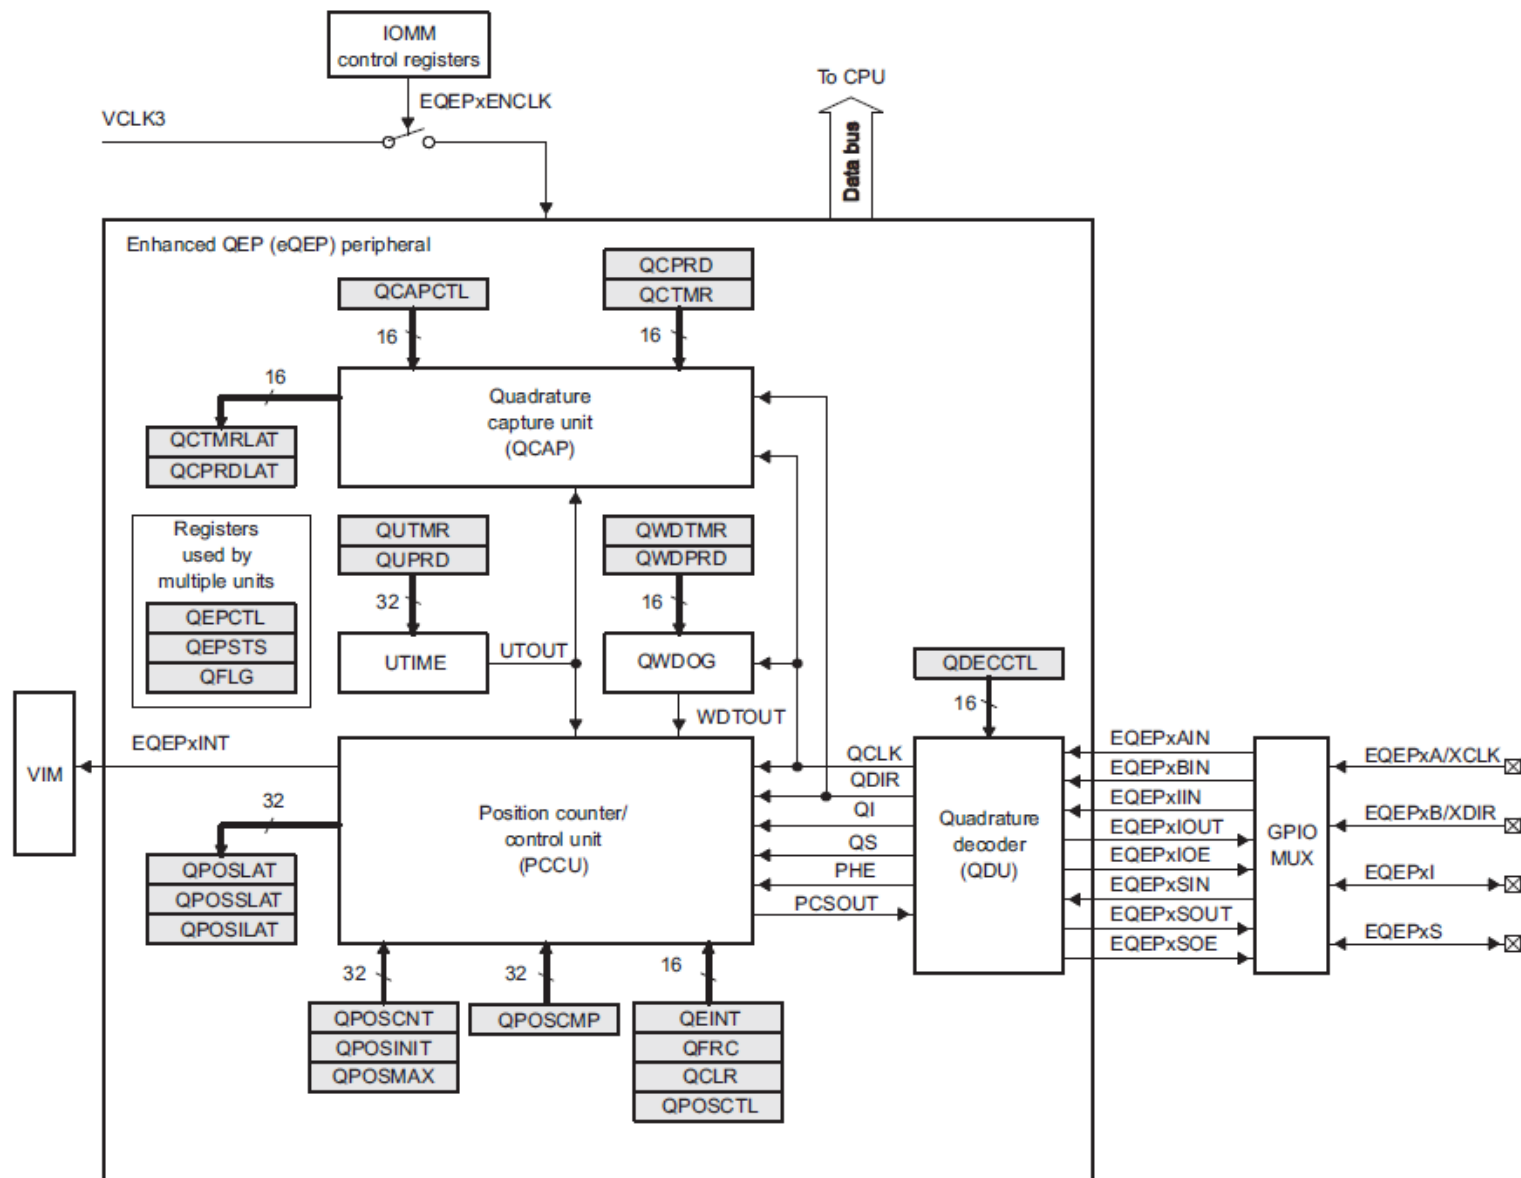 IOMM
control registers
To CPU
EQEPxENCLK
VCLK3
Data bus
Enhanced QEP (eQEP) peripheral
QCPRD
QCAPCTL
QCTMR
16
16
16
Quadrature
capture unit
(QCAP)
QCTMRLAT
QCPRDLAT
Registers
used by
multiple units
QEPCTL
QEPSTS
QFLG
QUTMR
QUPRD
QWDTMR
QWDPRD
32
16
UTIME
UTOUT
QWDOG
QDECCTL
16
WDTOUT
EQEPxINT
VIM
QCLK
QDIR
QI
QS
PHE
PCSOUT
32
Position counter/
control unit
(PCCU)
Quadrature
decoder
(QDU)
EQEPxAIN
EQEPxBIN
EQEPxIIN
EQEPxIOUT
EQEPxIOE
EQEPxSIN
EQEPxSOUT
EQEPxSOE
GPIO
MUX
EQEPxA/XCLK
EQEPxB/XDIR
EQEPxI
EQEPxS
QPOSLAT
QPOSSLAT
QPOSILAT
32
32
16
QPOSCNT
QPOSINIT
QPOSMAX
QPOSCMP
QEINT
QFRC
QCLR
QPOSCTL